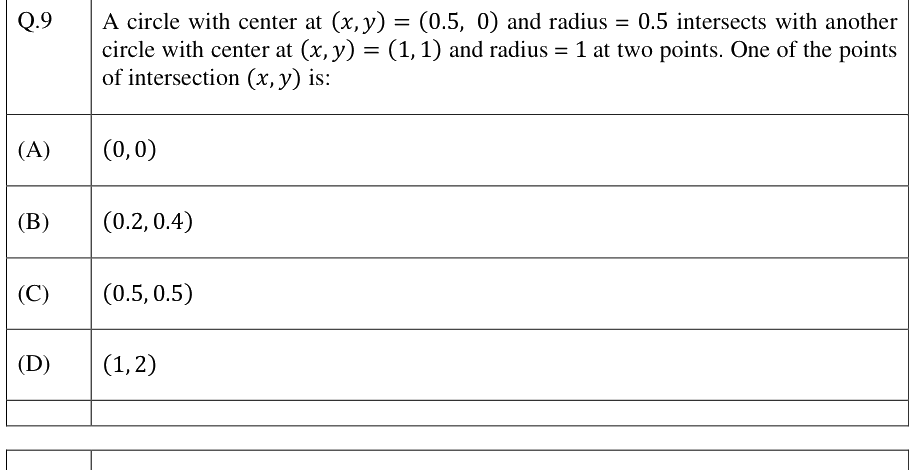 Q.9 A circle with center at (x, y) = (0.5, 0) and radius = 0.5 intersects with another
circle with center at (x, y) = (1, 1) and radius = 1 at two points. One of the points
of intersection (x, y) is:
(A) (0, 0)
(B) (0.2, 0.4)
(C) (0.5, 0.5)
(D) (1, 2)